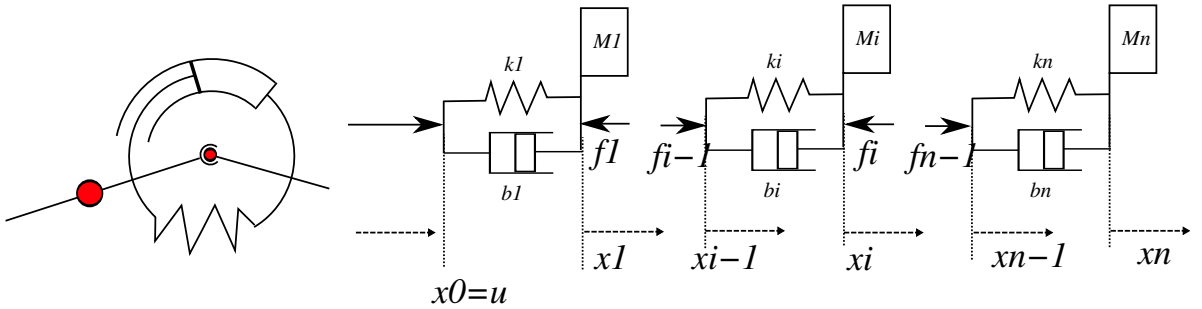 M1
Mi
Mn
k1
ki
kn
f1
fi−1
fi
fn−1
b1
bi
bn
x1
xi−1
xi
xn−1
xn
x0=u